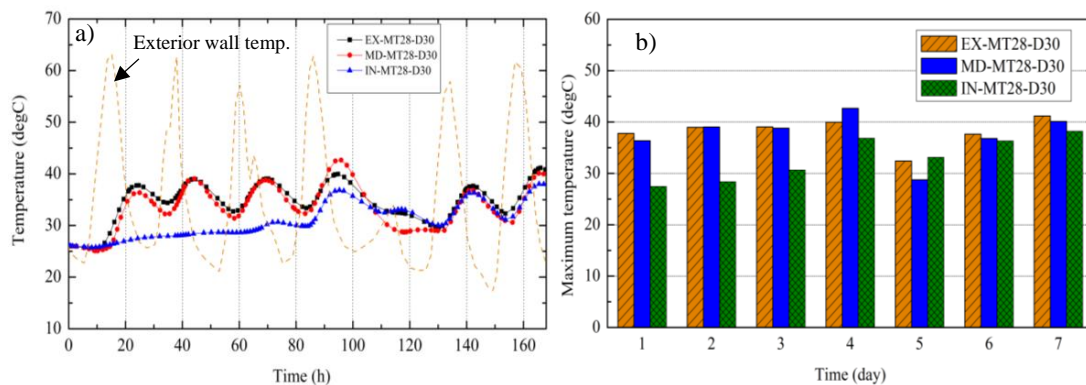 a)
Exterior wall temp.
EX-MT28-D30
MD-MT28-D30
IN-MT28-D30
Temperature (degC)
70
60
50
40
30
20
10
0 20 40 60 80 100 120 140 160
Time (h)
b)
EX-MT28-D30
MD-MT28-D30
IN-MT28-D30
Maximum temperature (degC)
60
50
40
30
20
10
0
1 2 3 4 5 6 7
Time (day)